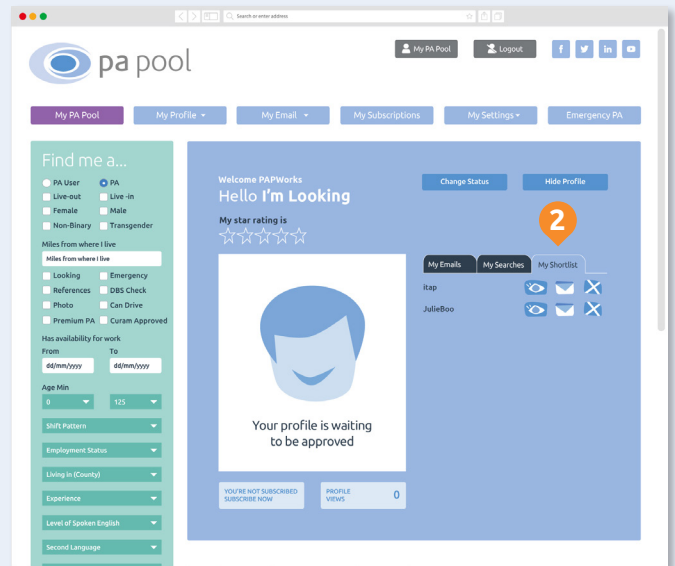 Search or enter address
pa pool
My PA Pool
Logout
My PA Pool
My Profile
My Email
My Subscriptions
My Settings
Emergency PA
Find me a...
PA User PA
Live-out Live -in
Female Male
Non-Binary Transgender
Miles from where I live
Miles from where I live
Looking Emergency
References DBS Check
Photo Can Drive
Premium PA Curam Approved
Has availability for work
From To
dd/mm/yyyy dd/mm/yyyy
Age Min
0 125
Shift Pattern
Employment Status
Living in (County)
Experience
Level of Spoken English
Second Language
Welcome PAPWorks
Hello I'm Looking
My star rating is
Your profile is waiting
to be approved
YOU'RE NOT SUBSCRIBED
SUBSCRIBE NOW
PROFILE
VIEWS
0
Change Status
Hide Profile
2
My Emails
My Searches
My Shortlist
itap
JulieBoo